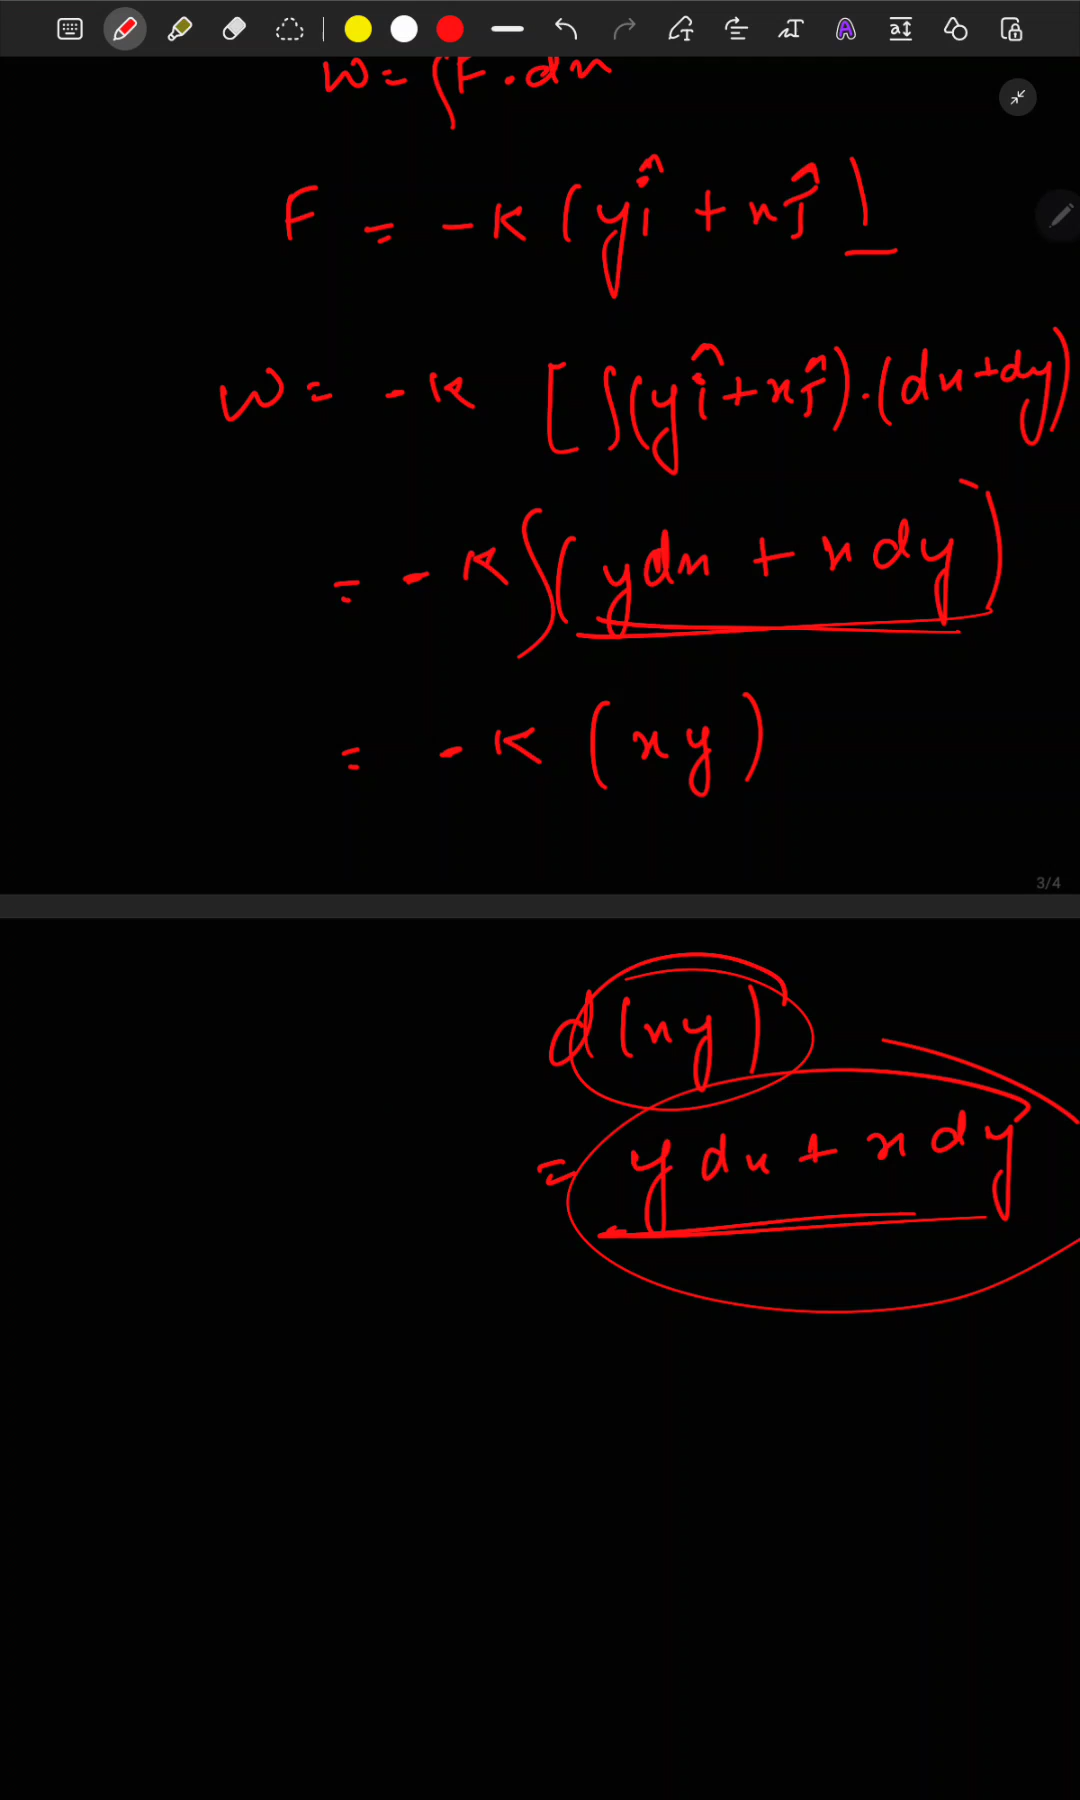 W = ∫F . dx
F = -K (yî + xĵ)
W = -K [∫(yî + xĵ).(dx+dy)
= -K ∫(ydx + xdy)
= -K (xy)
3/4
d(xy)
= ydx + xdy